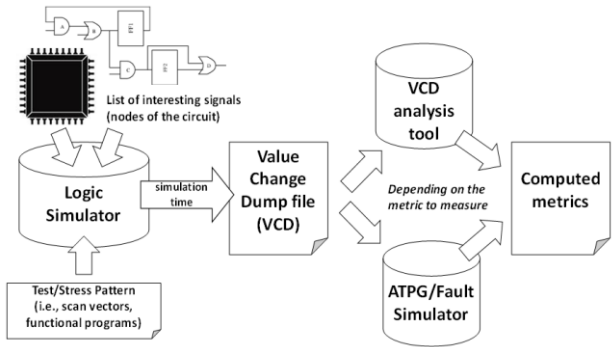 A
B
FF1
C
FF2
D
List of interesting signals
(nodes of the circuit)
Logic
Simulator
simulation
time
Value
Change
Dump file
(VCD)
VCD
analysis
tool
Depending on the
metric to measure
ATPG/Fault
Simulator
Computed
metrics
Test/Stress Pattern
(i.e., scan vectors,
functional programs)